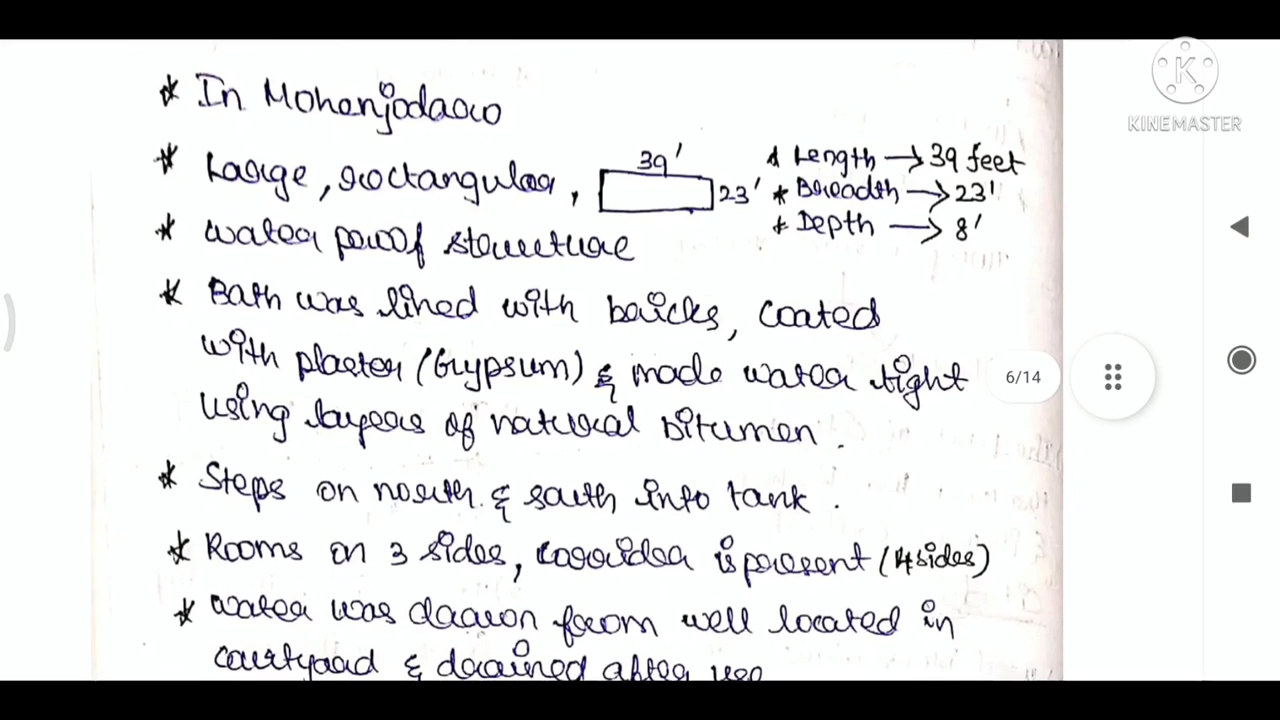 * In Mohenjodaro
* Large, rectangular,
39'
23'
* Length → 39 feet
* Breadth → 23'
* Depth → 8'
* water proof structure
* Bath was lined with bricks, coated
with plaster (Gypsum) & made water tight
using layers of natural Bitumen.
* Steps on north & south into tank.
* Rooms on 3 sides, corridor is present (4 sides)
* water was drawn from well located in
courtyard & drained after use
KINEMASTER
6/14